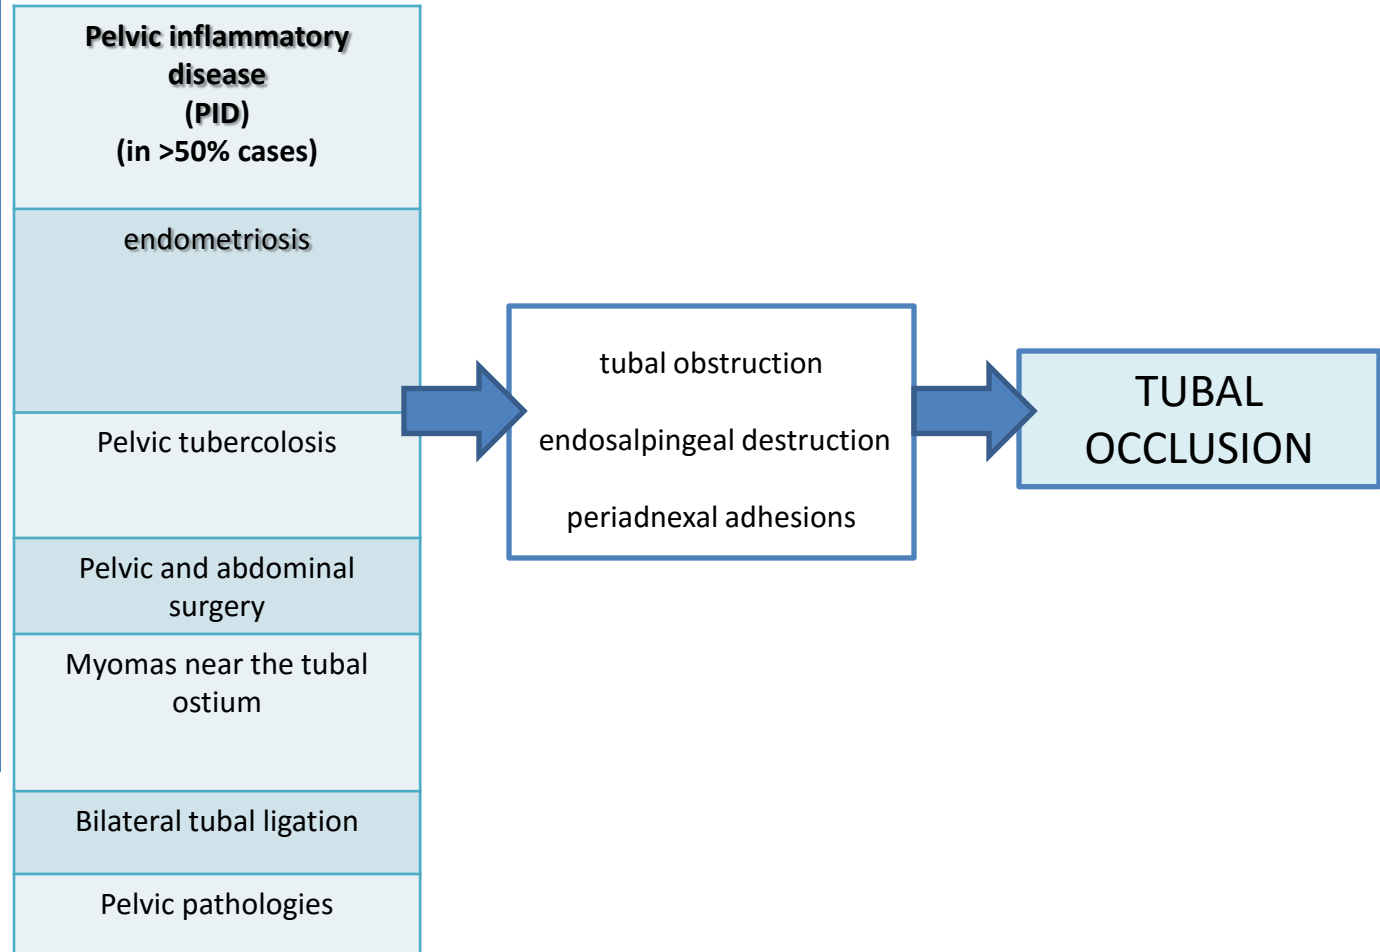 Pelvic inflammatory
disease
(PID)
(in >50% cases)
endometriosis
Pelvic tubercolosis
Pelvic and abdominal
surgery
Myomas near the tubal
ostium
Bilateral tubal ligation
Pelvic pathologies
tubal obstruction
endosalpingeal destruction
periadnexal adhesions
TUBAL
OCCLUSION